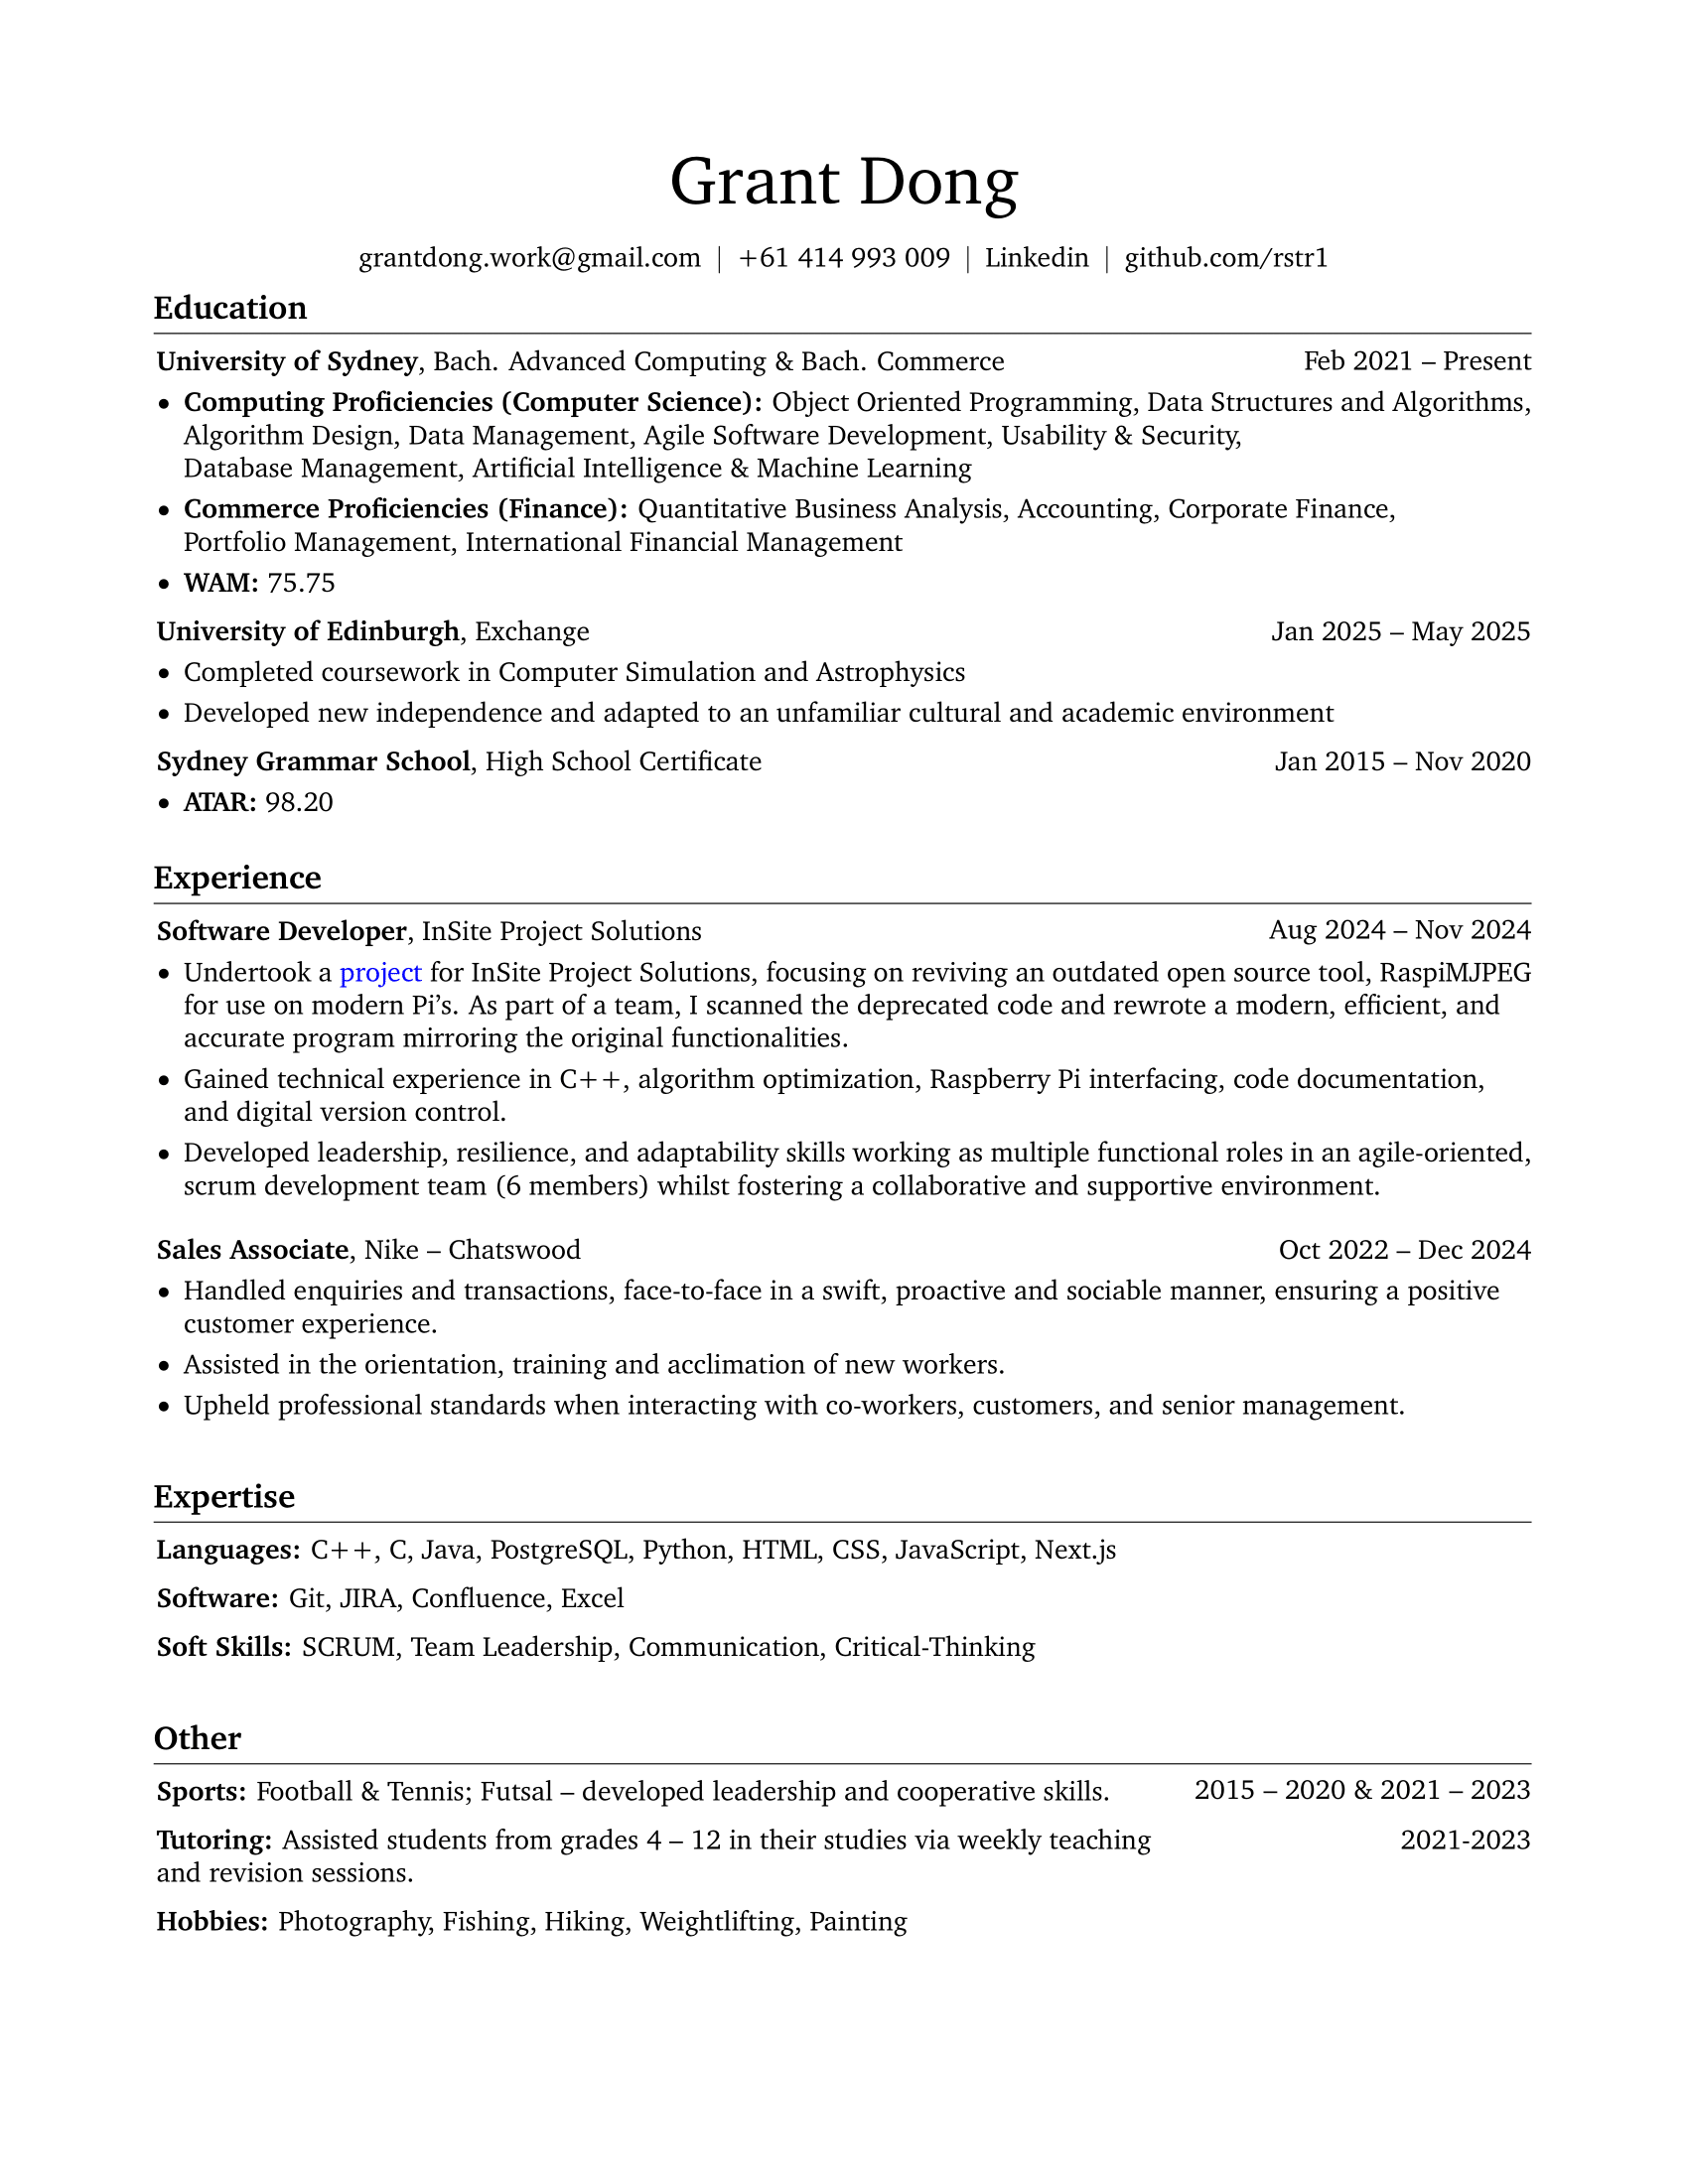 Grant Dong
grantdong.work@gmail.com | +61 414 993 009 | Linkedin | github.com/rstr1
Education
University of Sydney, Bach. Advanced Computing & Bach. Commerce Feb 2021 – Present
• Computing Proficiencies (Computer Science): Object Oriented Programming, Data Structures and Algorithms,
Algorithm Design, Data Management, Agile Software Development, Usability & Security,
Database Management, Artificial Intelligence & Machine Learning
• Commerce Proficiencies (Finance): Quantitative Business Analysis, Accounting, Corporate Finance,
Portfolio Management, International Financial Management
• WAM: 75.75
University of Edinburgh, Exchange Jan 2025 – May 2025
• Completed coursework in Computer Simulation and Astrophysics
• Developed new independence and adapted to an unfamiliar cultural and academic environment
Sydney Grammar School, High School Certificate Jan 2015 – Nov 2020
• ATAR: 98.20
Experience
Software Developer, InSite Project Solutions Aug 2024 – Nov 2024
• Undertook a project for InSite Project Solutions, focusing on reviving an outdated open source tool, RaspiMJPEG
for use on modern Pi's. As part of a team, I scanned the deprecated code and rewrote a modern, efficient, and
accurate program mirroring the original functionalities.
• Gained technical experience in C++, algorithm optimization, Raspberry Pi interfacing, code documentation,
and digital version control.
• Developed leadership, resilience, and adaptability skills working as multiple functional roles in an agile-oriented,
scrum development team (6 members) whilst fostering a collaborative and supportive environment.
Sales Associate, Nike – Chatswood Oct 2022 – Dec 2024
• Handled enquiries and transactions, face-to-face in a swift, proactive and sociable manner, ensuring a positive
customer experience.
• Assisted in the orientation, training and acclimation of new workers.
• Upheld professional standards when interacting with co-workers, customers, and senior management.
Expertise
Languages: C++, C, Java, PostgreSQL, Python, HTML, CSS, JavaScript, Next.js
Software: Git, JIRA, Confluence, Excel
Soft Skills: SCRUM, Team Leadership, Communication, Critical-Thinking
Other
Sports: Football & Tennis; Futsal – developed leadership and cooperative skills. 2015 – 2020 & 2021 – 2023
Tutoring: Assisted students from grades 4 – 12 in their studies via weekly teaching 2021-2023
and revision sessions.
Hobbies: Photography, Fishing, Hiking, Weightlifting, Painting